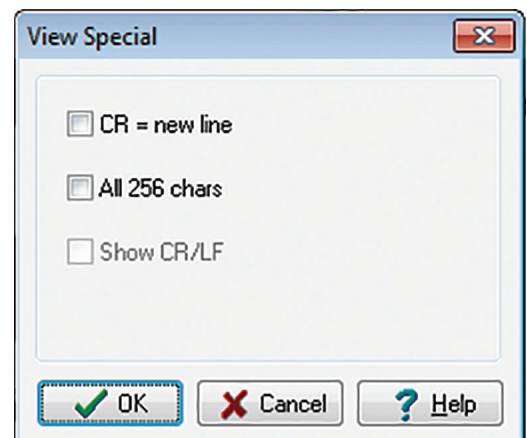 View Special
CR = new line
All 256 chars
Show CR/LF
OK Cancel Help